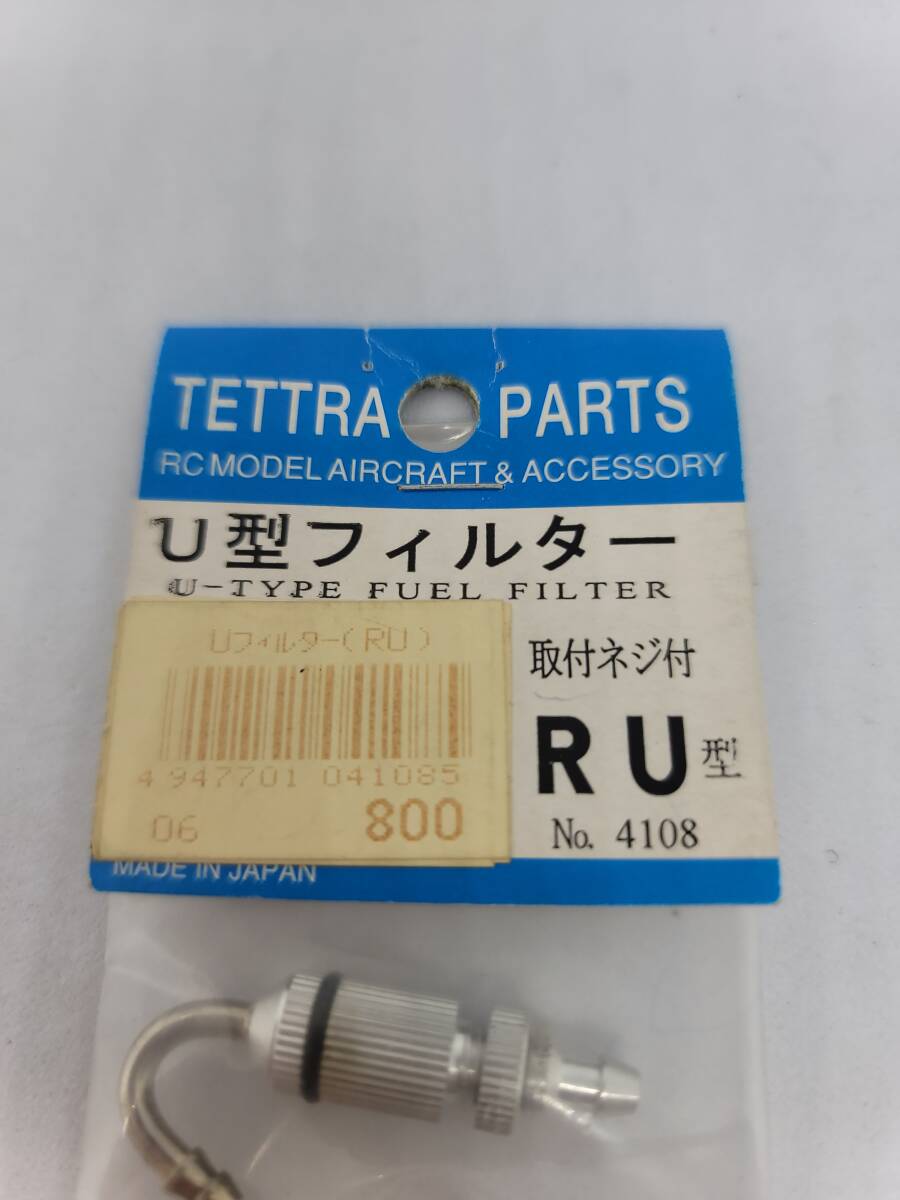 TETTRA PARTS
RC MODEL AIRCRAFT & ACCESSORY
U型フィルター
U-TYPE FUEL FILTER
Uフィルター(RU)
4 947701 041085
06 800
取付ネジ付
RU型
No. 4108
MADE IN JAPAN